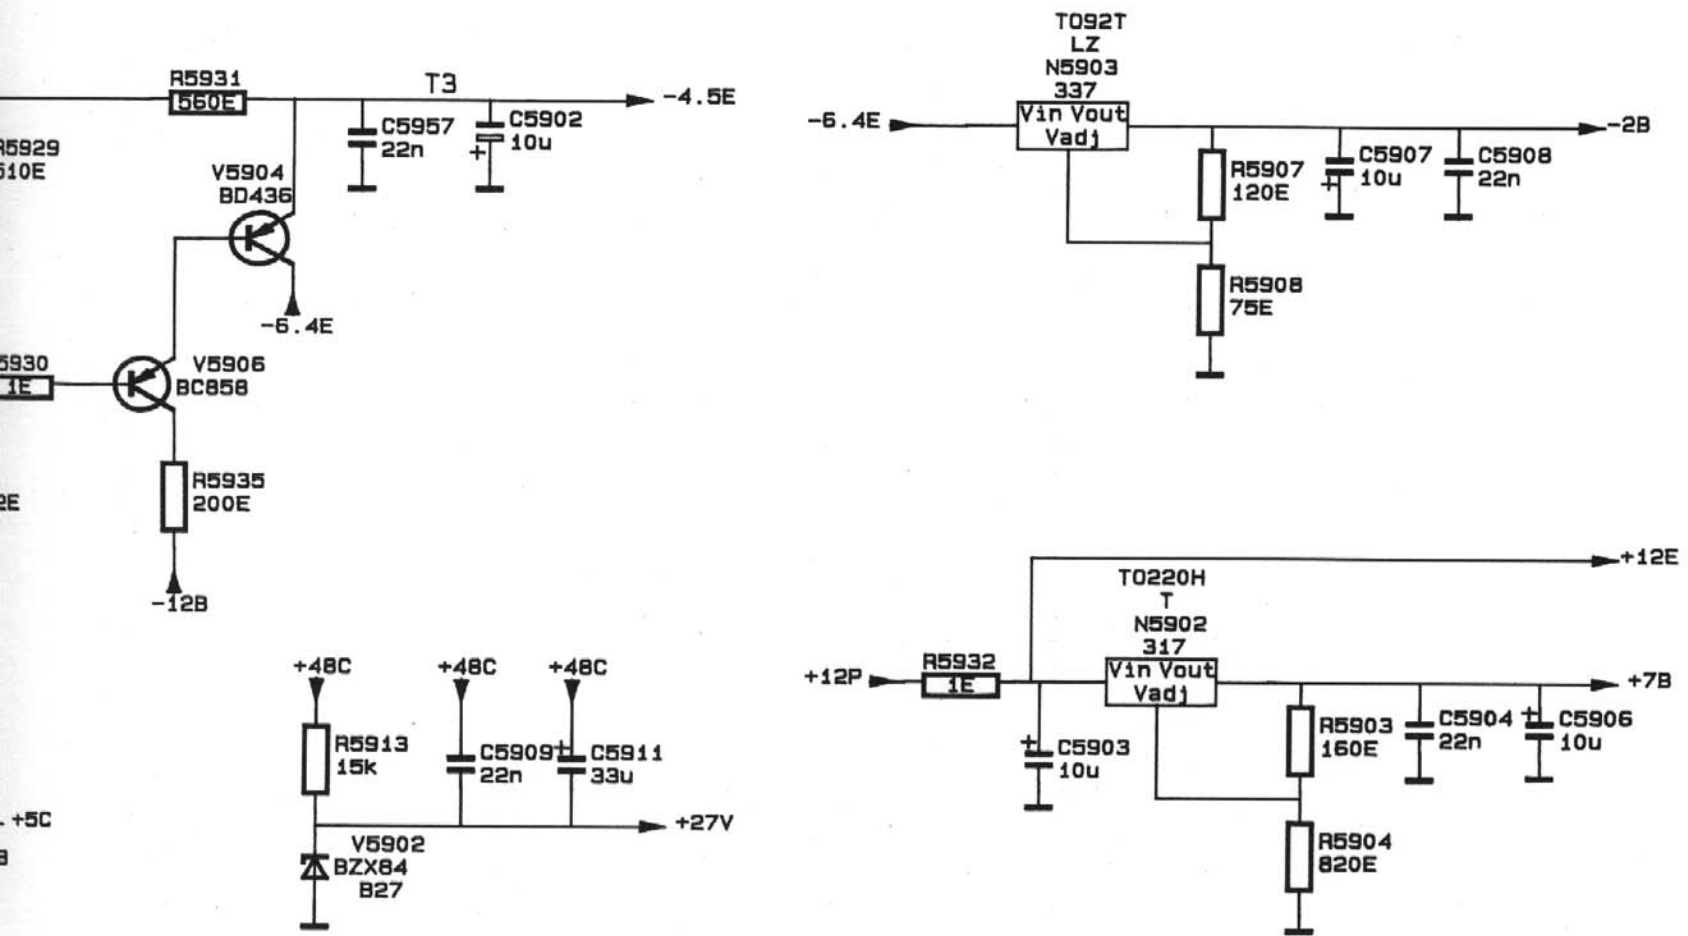 R5931
560E
T3
-4.5E
C5957
22n
C5902
10u
+
R5929
510E
V5904
BD436
-6.4E
5930
1E
V5906
BC858
R5935
200E
2E
-12B
+48C
+48C
+48C
R5913
15k
C5909
22n
+
C5911
33u
+5C
+27V
V5902
BZX84
B27
TO92T
LZ
N5903
337
Vin Vout
Vadj
-6.4E
-2B
R5907
120E
C5907
10u
+
C5908
22n
R5908
75E
+12E
TO220H
T
N5902
317
Vin Vout
Vadj
+12P
R5932
1E
+7B
+
C5903
10u
R5903
160E
C5904
22n
+
C5906
10u
R5904
820E